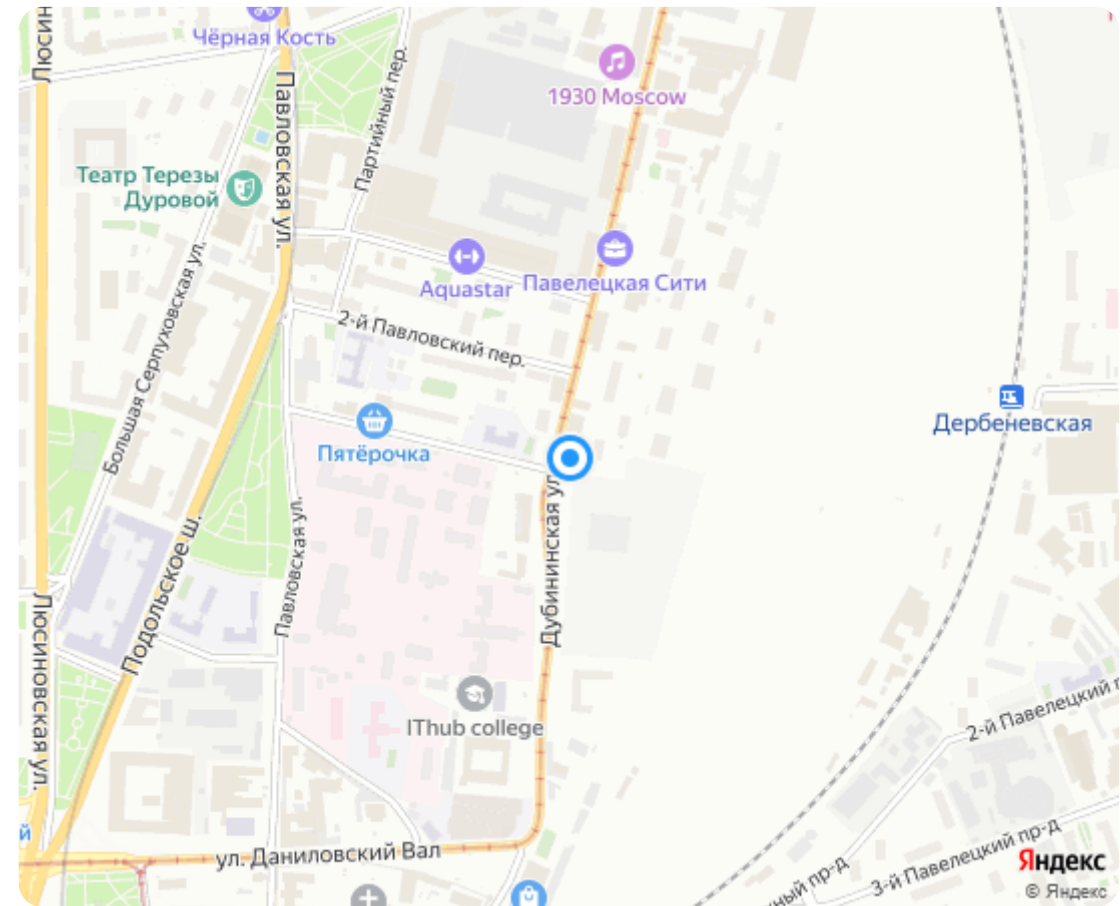 Люсин
Чёрная Кость
Павловская ул.
Партийный пер.
1930 Moscow
Театр Терезы
Дуровой
Большая Серпуховская ул.
Aquastar
Павелецкая Сити
2-й Павловский пер.
Пятёрочка
Дербеневская
Дубининская ул
Подольское ш.
Павловская ул.
Люсиновская ул.
IThub college
2-й Павелецкий п
й
ул. Даниловский Вал
жный пр-д
3-й Павелецкий пр-д
Яндекс
© Яндекс